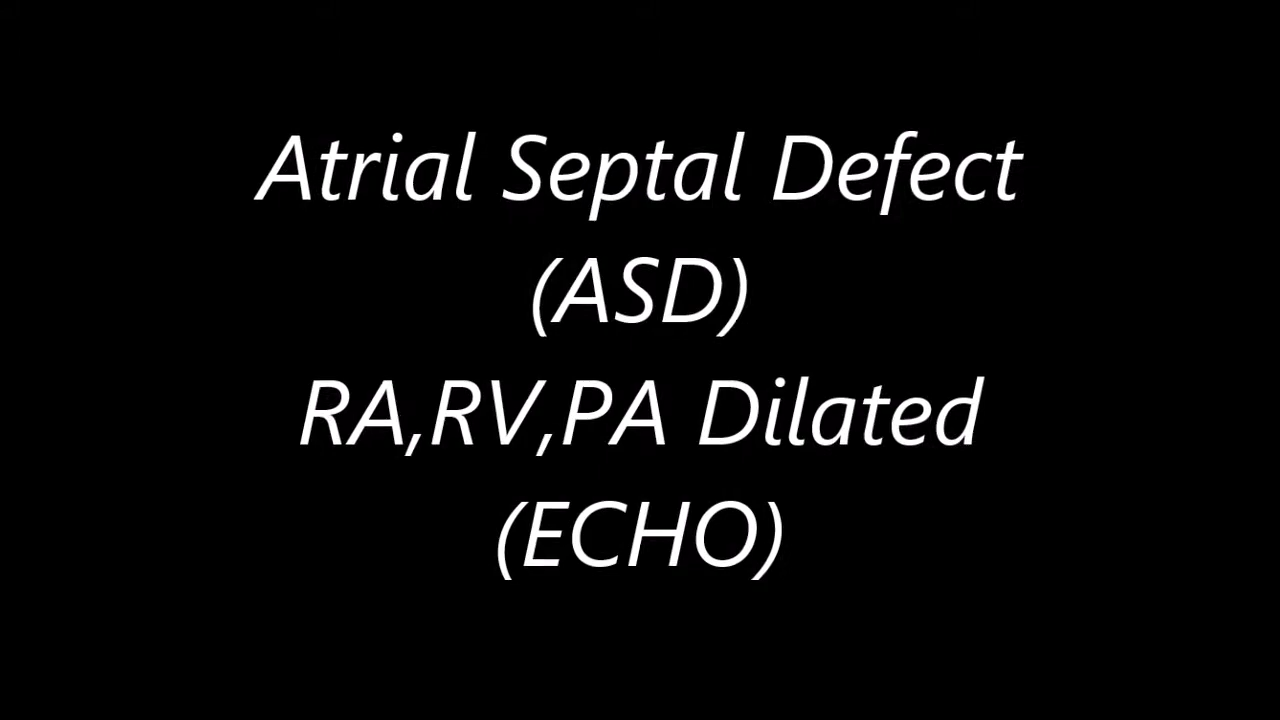 Atrial Septal Defect
(ASD)
RA,RV,PA Dilated
(ECHO)